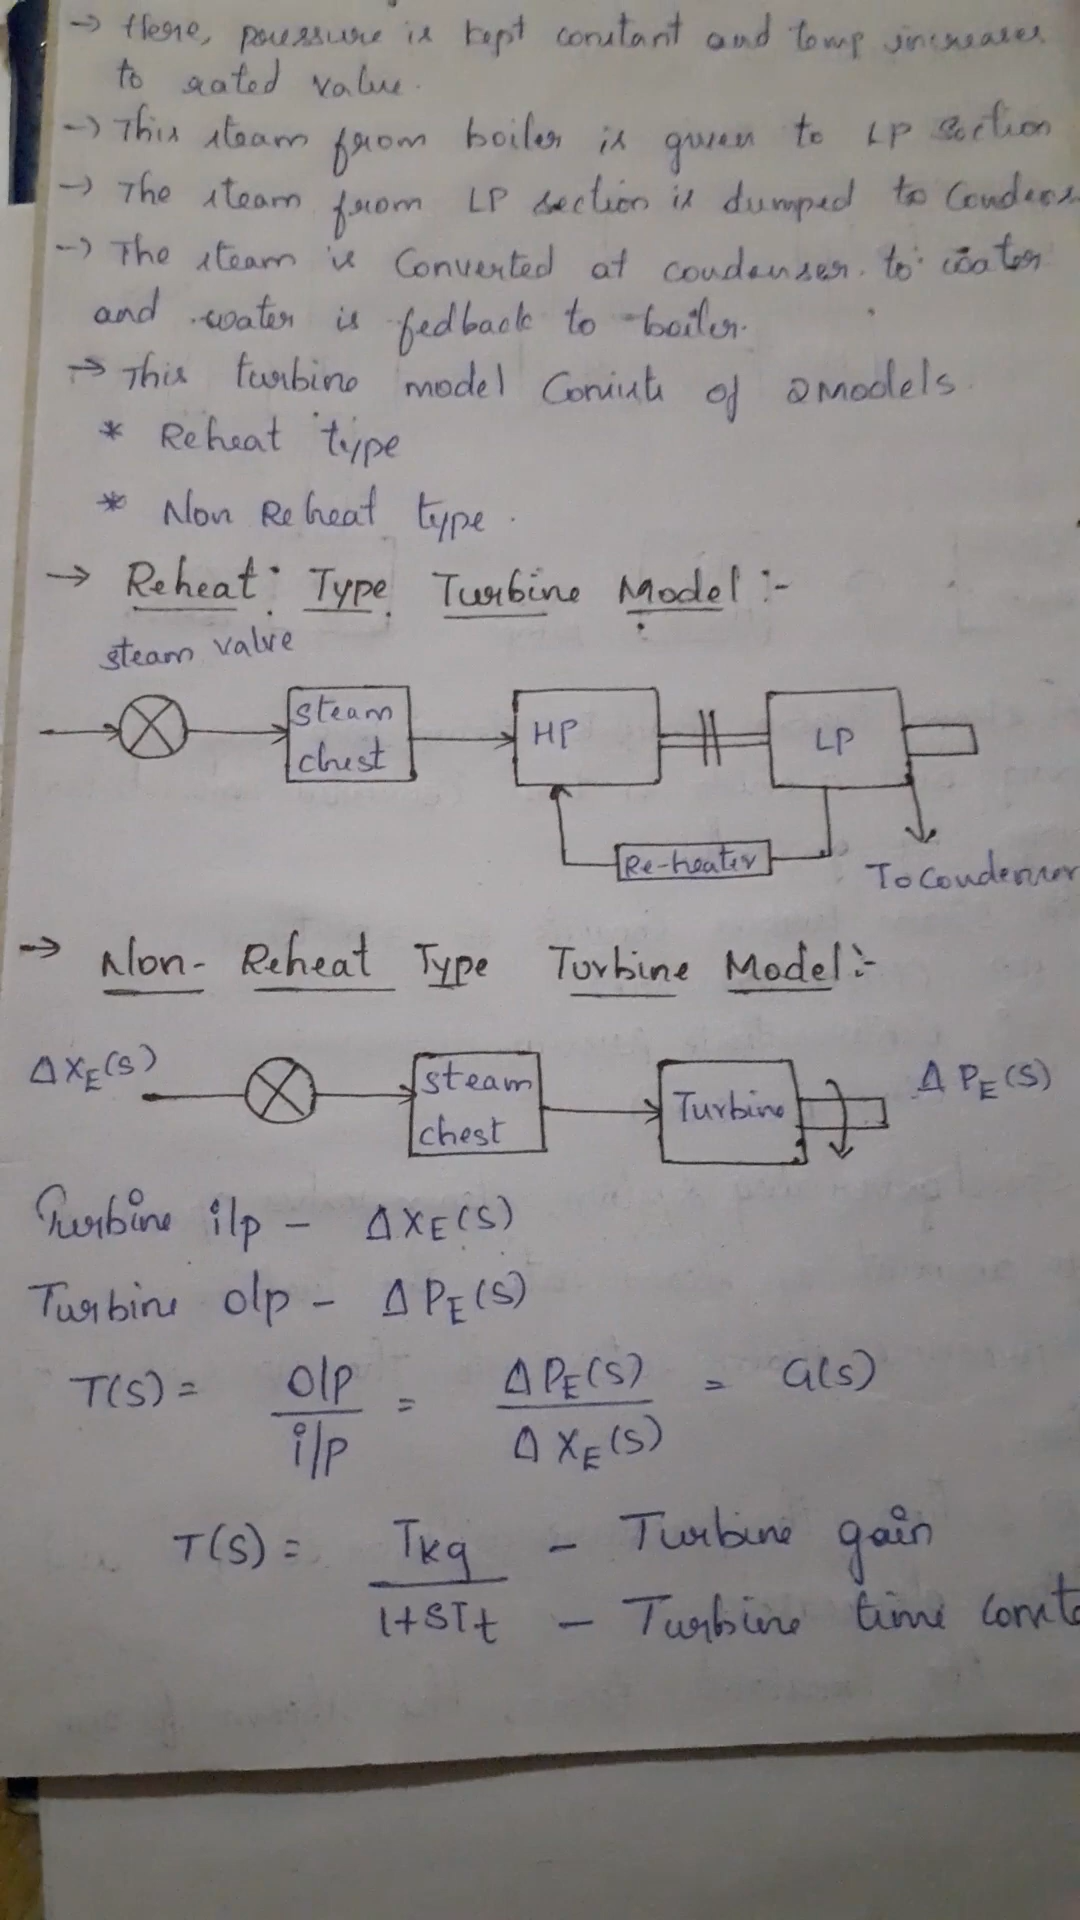 → Here, pressure is kept constant and temp increases
to rated value.
→ This steam from boiler is given to LP section
→ The steam from LP section is dumped to Condens
→ The steam is Converted at condenser to water
and water is fedback to boiler.
→ This turbine model Consists of 2 models.
* Reheat type
* Non Reheat type.
→ Reheat Type Turbine Model :-
steam valve
steam chest HP LP
Re-heater
To Condenser
→ Non-Reheat Type Turbine Model :-
ΔXE(S) steam chest Turbine ΔPE(S)
Turbine i/p - ΔXE(S)
Turbine o/p - ΔPE(S)
T(S) = O/P / i/P = ΔPE(S) / ΔXE(S) = G(S)
T(S) = Tkg / 1+STt - Turbine gain
- Turbine time consta